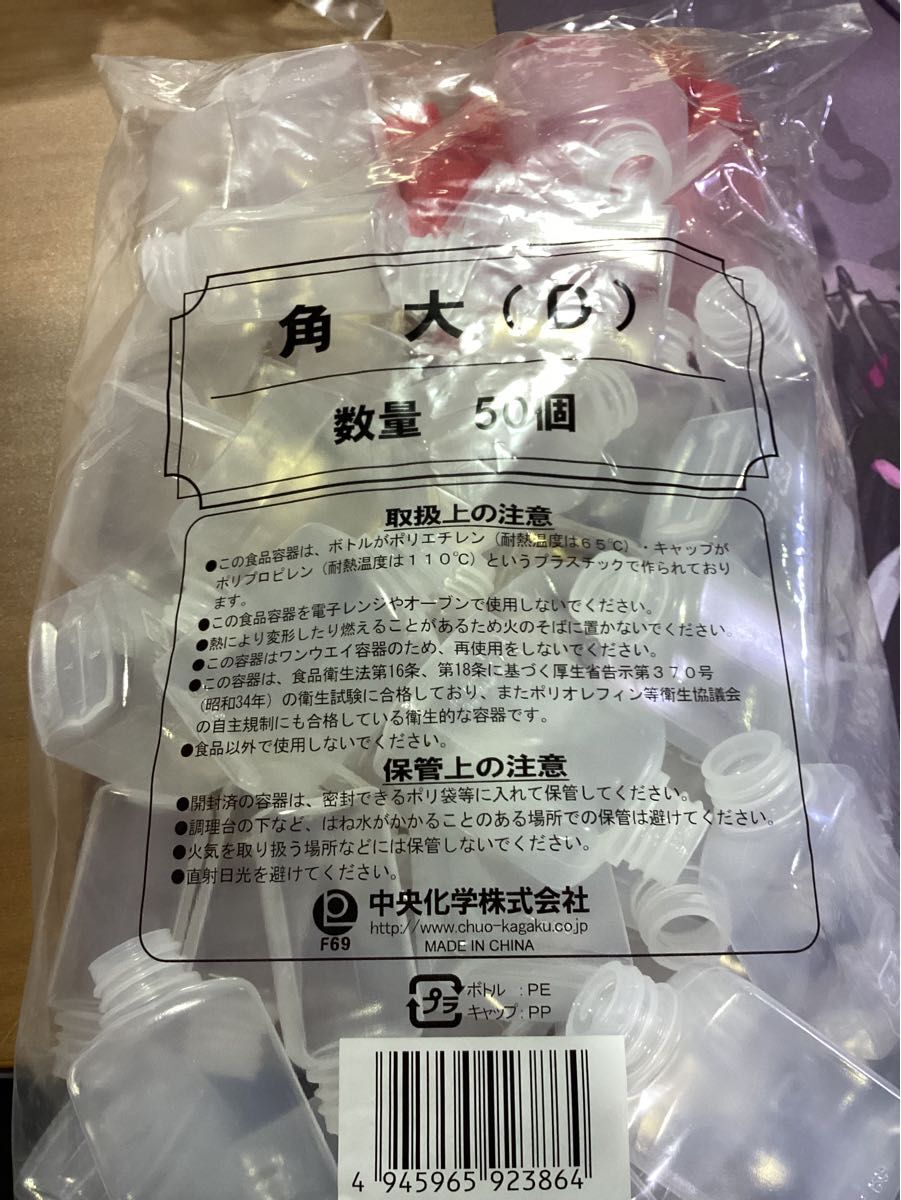 角 大（B）
数量 50個
取扱上の注意
●この食品容器は、ボトルがポリエチレン（耐熱温度は６５℃）・キャップが
ポリプロピレン（耐熱温度は１１０℃）というプラスチックで作られており
ます。
●この食品容器を電子レンジやオーブンで使用しないでください。
●熱により変形したり燃えることがあるため火のそばに置かないでください。
●この容器はワンウエイ容器のため、再使用をしないでください。
●この容器は、食品衛生法第16条、第18条に基づく厚生省告示第３７０号
（昭和34年）の衛生試験に合格しており、またポリオレフィン等衛生協議会
の自主規制にも合格している衛生的な容器です。
●食品以外で使用しないでください。
保管上の注意
●開封済の容器は、密封できるポリ袋等に入れて保管してください。
●調理台の下など、はね水がかかることのある場所での保管は避けてください。
●火気を取り扱う場所などには保管しないでください。
●直射日光を避けてください。
中央化学株式会社
http://www.chuo-kagaku.co.jp
F69
MADE IN CHINA
プラ
ボトル ：PE
キャップ：PP
4 945965 923864